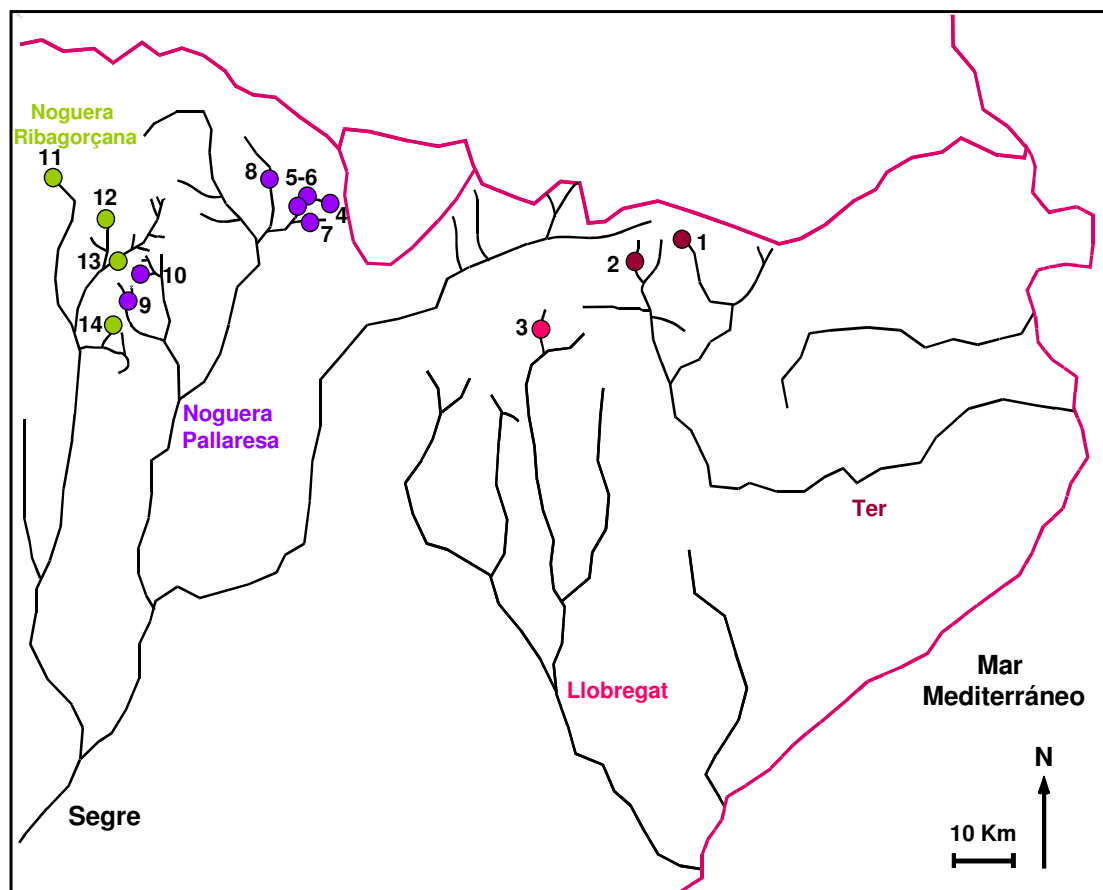 Noguera
Ribagorçana
11
12
8
5-6
4
7
1
2
13
10
9
14
3
Noguera
Pallaresa
Ter
Llobregat
Mar
Mediterráneo
N
Segre
10 Km